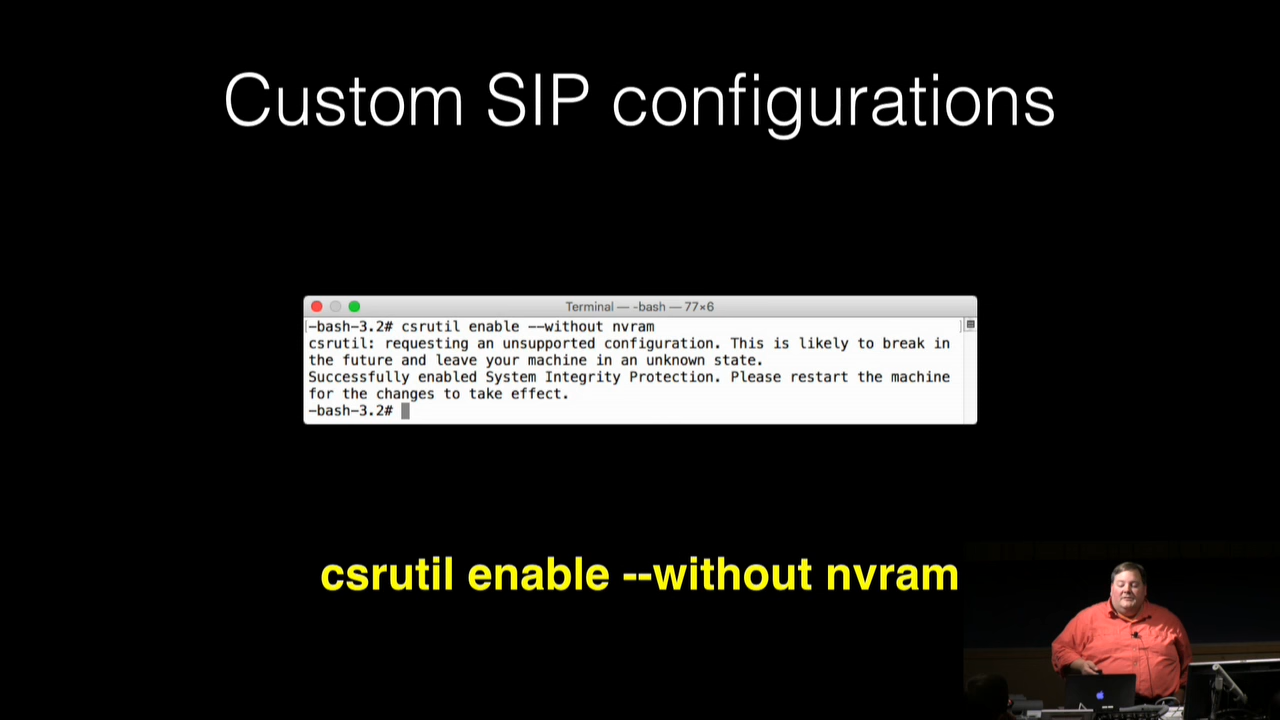 Custom SIP configurations
Terminal — -bash — 77×6
[-bash-3.2# csrutil enable --without nvram ]
csrutil: requesting an unsupported configuration. This is likely to break in
the future and leave your machine in an unknown state.
Successfully enabled System Integrity Protection. Please restart the machine
for the changes to take effect.
-bash-3.2#
csrutil enable --without nvram